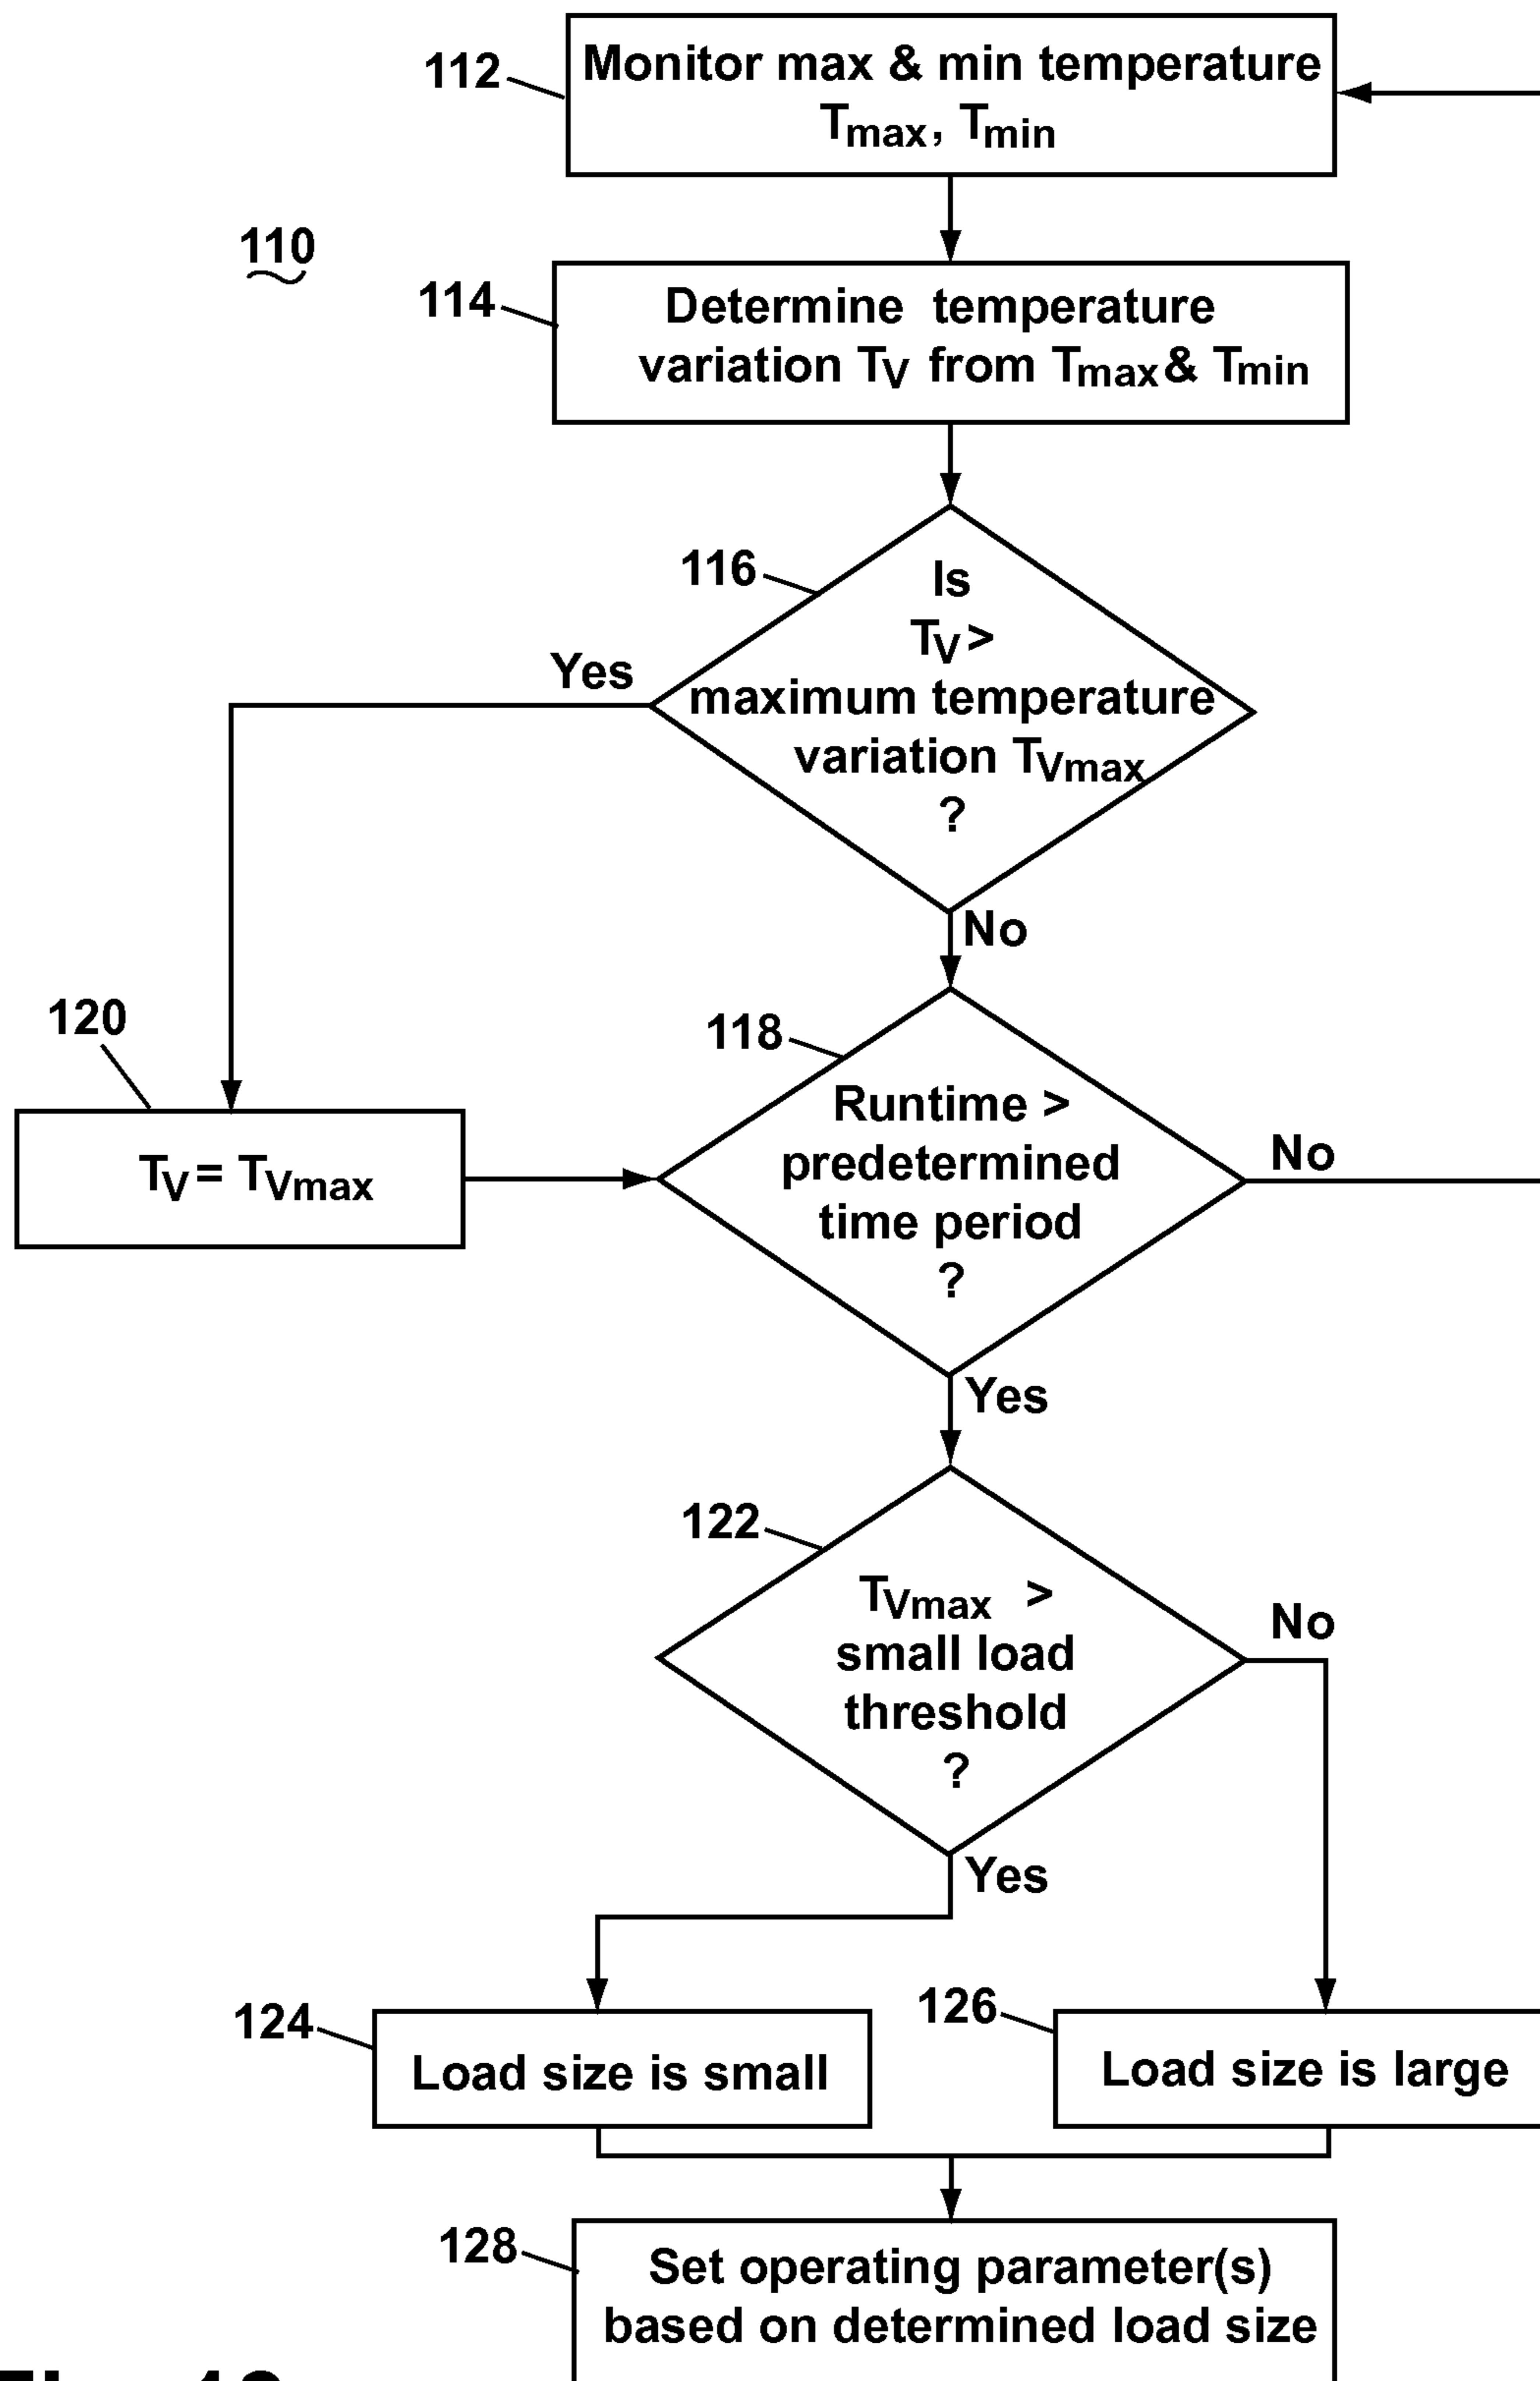 112
Monitor max & min temperature
Tmax, Tmin
110
114
Determine temperature
variation TV from Tmax & Tmin
116
Is
TV >
maximum temperature
variation TVmax
?
Yes
No
120
TV = TVmax
118
Runtime >
predetermined
time period
?
No
Yes
122
TVmax >
small load
threshold
?
No
Yes
124
Load size is small
126
Load size is large
128
Set operating parameter(s)
based on determined load size